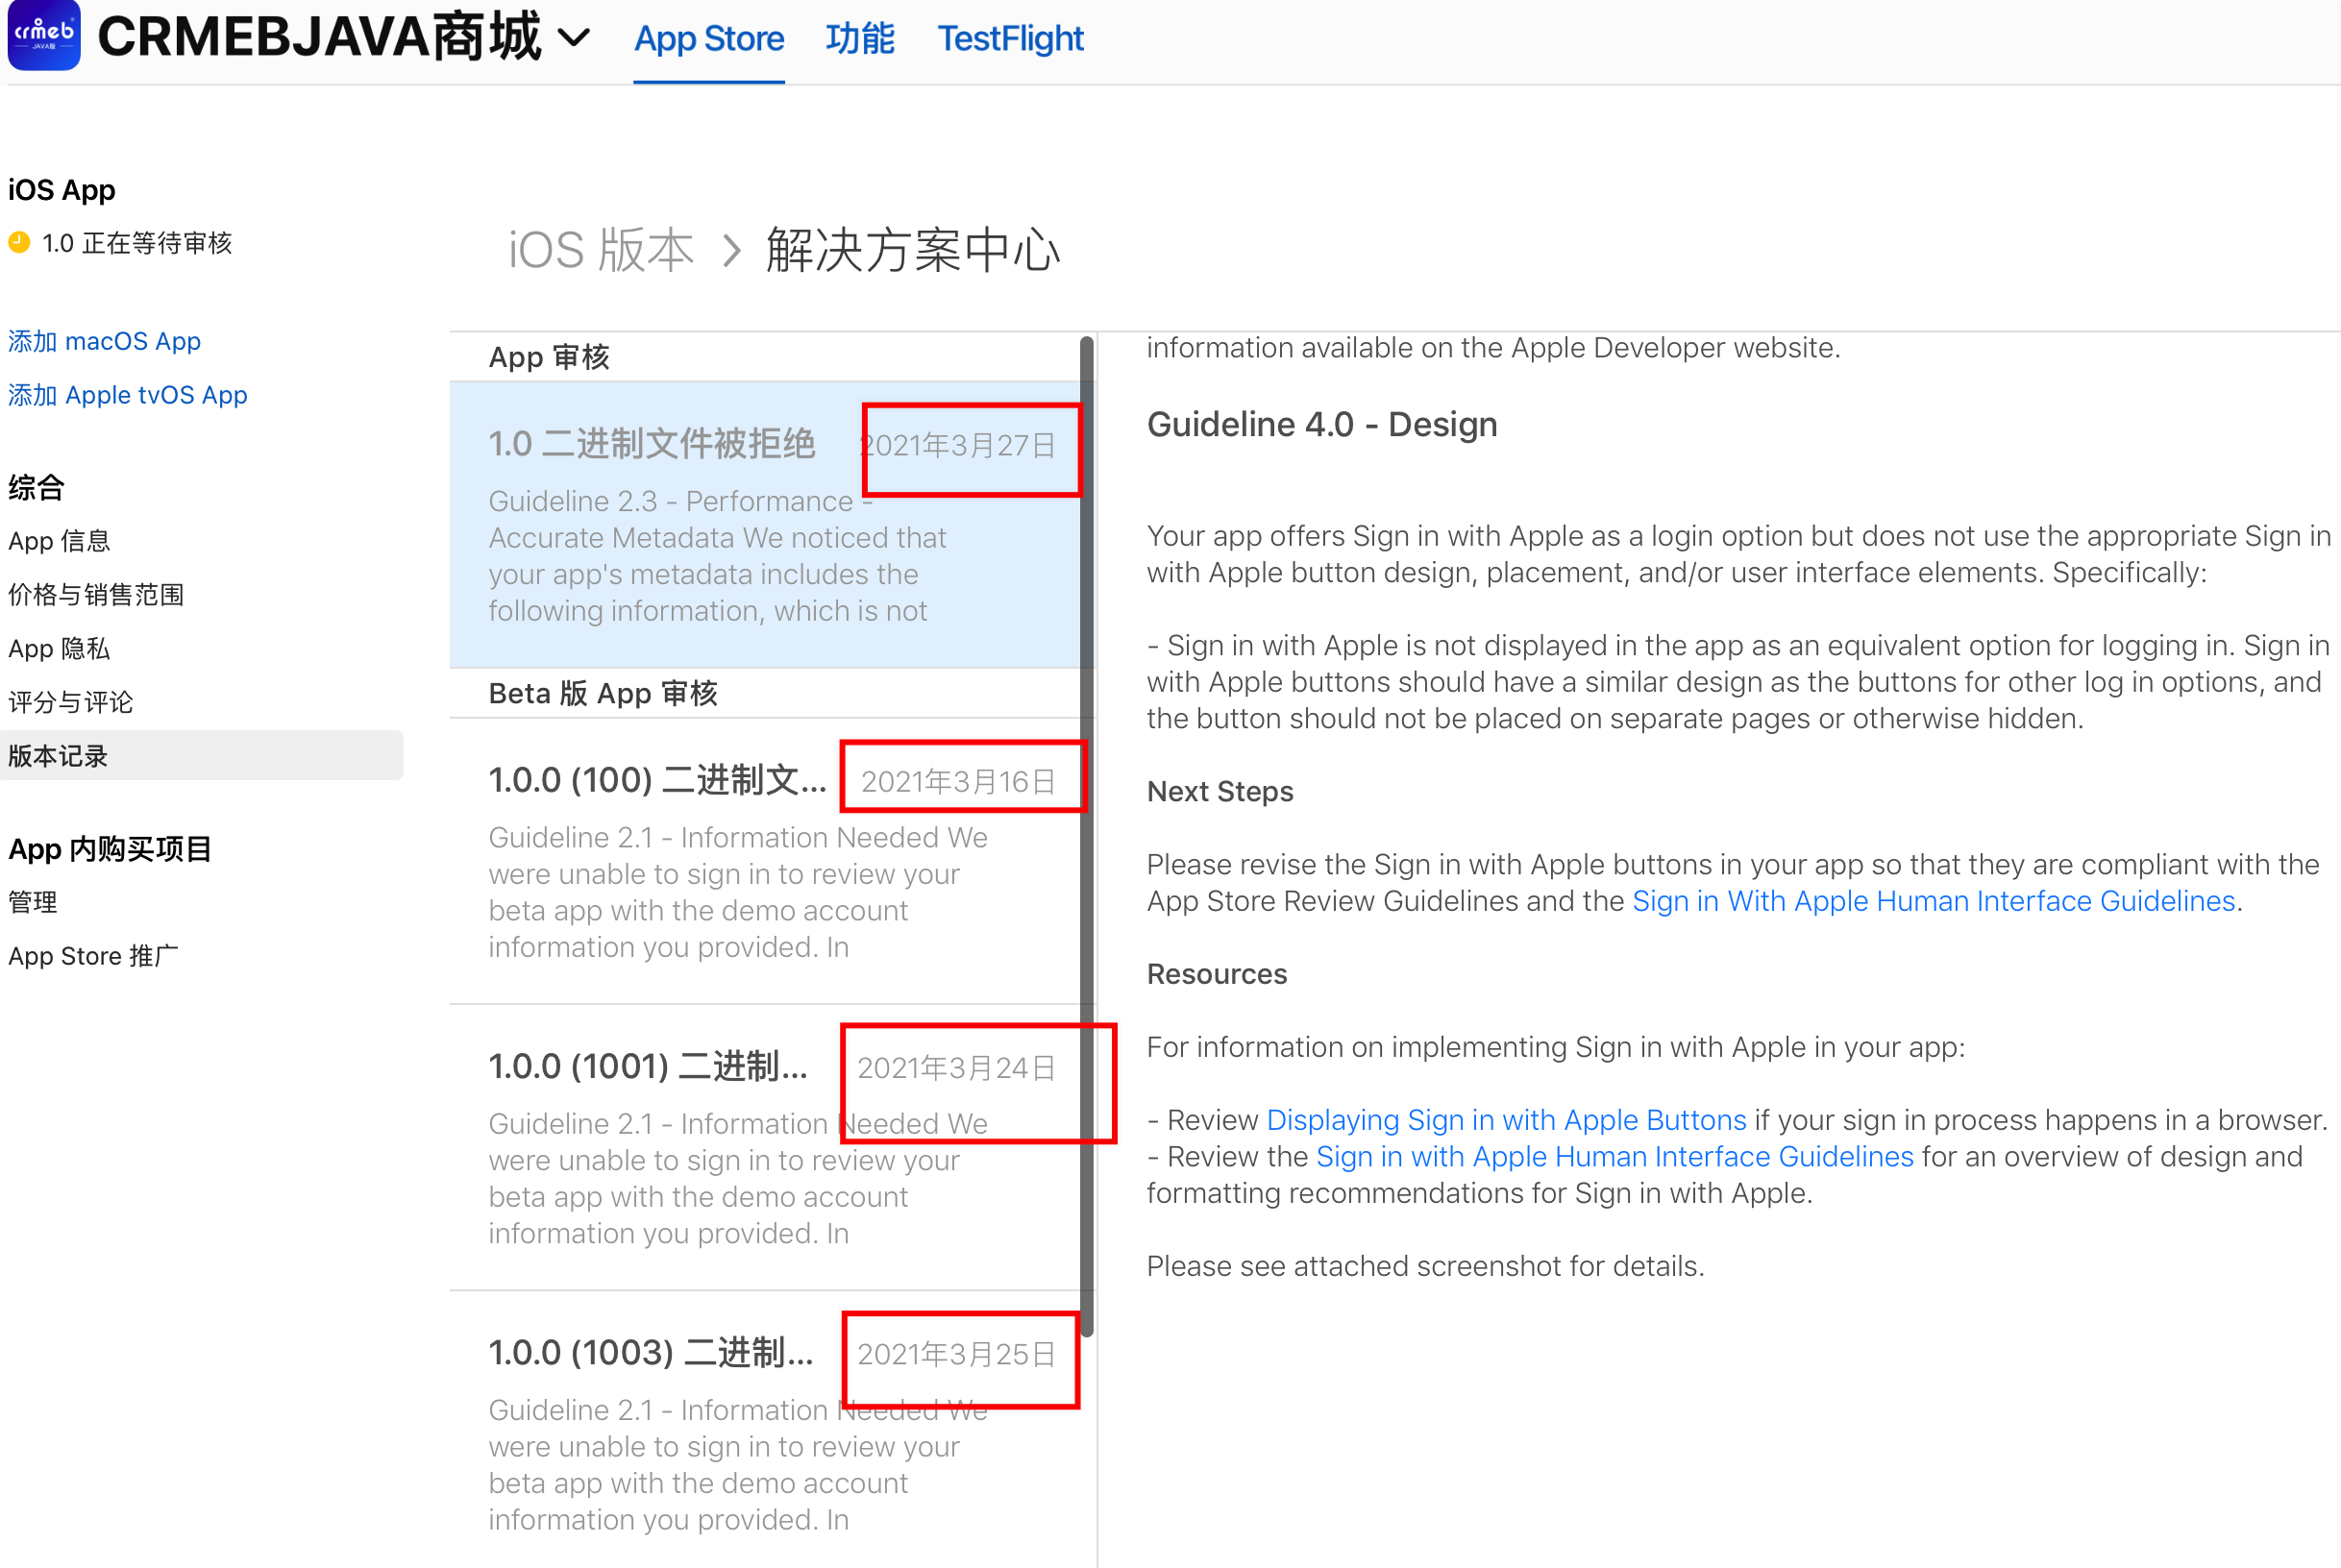 crmeb
JAVA版
CRMEBJAVA商城
App Store
功能
TestFlight
iOS App
1.0 正在等待审核
添加 macOS App
添加 Apple tvOS App
综合
App 信息
价格与销售范围
App 隐私
评分与评论
版本记录
App 内购买项目
管理
App Store 推广
iOS 版本 > 解决方案中心
App 审核
1.0 二进制文件被拒绝
2021年3月27日
Guideline 2.3 - Performance -
Accurate Metadata We noticed that
your app's metadata includes the
following information, which is not
Beta 版 App 审核
1.0.0 (100) 二进制文...
2021年3月16日
Guideline 2.1 - Information Needed We
were unable to sign in to review your
beta app with the demo account
information you provided. In
1.0.0 (1001) 二进制...
2021年3月24日
Guideline 2.1 - Information Needed We
were unable to sign in to review your
beta app with the demo account
information you provided. In
1.0.0 (1003) 二进制...
2021年3月25日
Guideline 2.1 - Information Needed We
were unable to sign in to review your
beta app with the demo account
information you provided. In
information available on the Apple Developer website.
Guideline 4.0 - Design
Your app offers Sign in with Apple as a login option but does not use the appropriate Sign in
with Apple button design, placement, and/or user interface elements. Specifically:
- Sign in with Apple is not displayed in the app as an equivalent option for logging in. Sign in
with Apple buttons should have a similar design as the buttons for other log in options, and
the button should not be placed on separate pages or otherwise hidden.
Next Steps
Please revise the Sign in with Apple buttons in your app so that they are compliant with the
App Store Review Guidelines and the Sign in With Apple Human Interface Guidelines.
Resources
For information on implementing Sign in with Apple in your app:
- Review Displaying Sign in with Apple Buttons if your sign in process happens in a browser.
- Review the Sign in with Apple Human Interface Guidelines for an overview of design and
formatting recommendations for Sign in with Apple.
Please see attached screenshot for details.